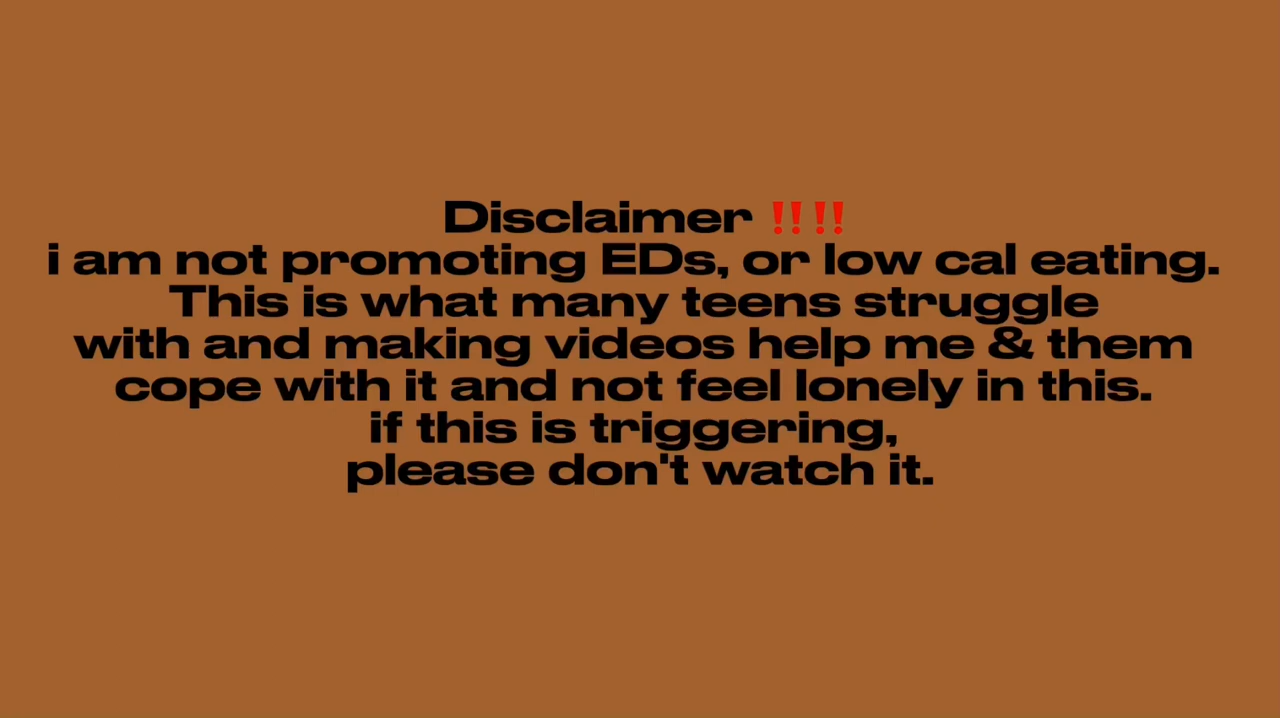 Disclaimer ‼️‼️
i am not promoting EDs, or low cal eating.
This is what many teens struggle
with and making videos help me & them
cope with it and not feel lonely in this.
if this is triggering,
please don't watch it.